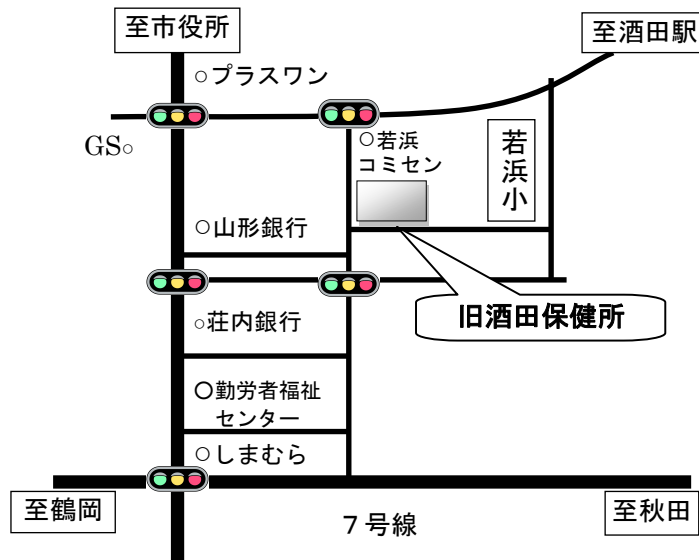 至市役所
至酒田駅
○プラスワン
GS○
○若浜
コミセン
若浜小
○山形銀行
旧酒田保健所
○荘内銀行
○勤労者福祉
センター
○しまむら
至鶴岡
7号線
至秋田